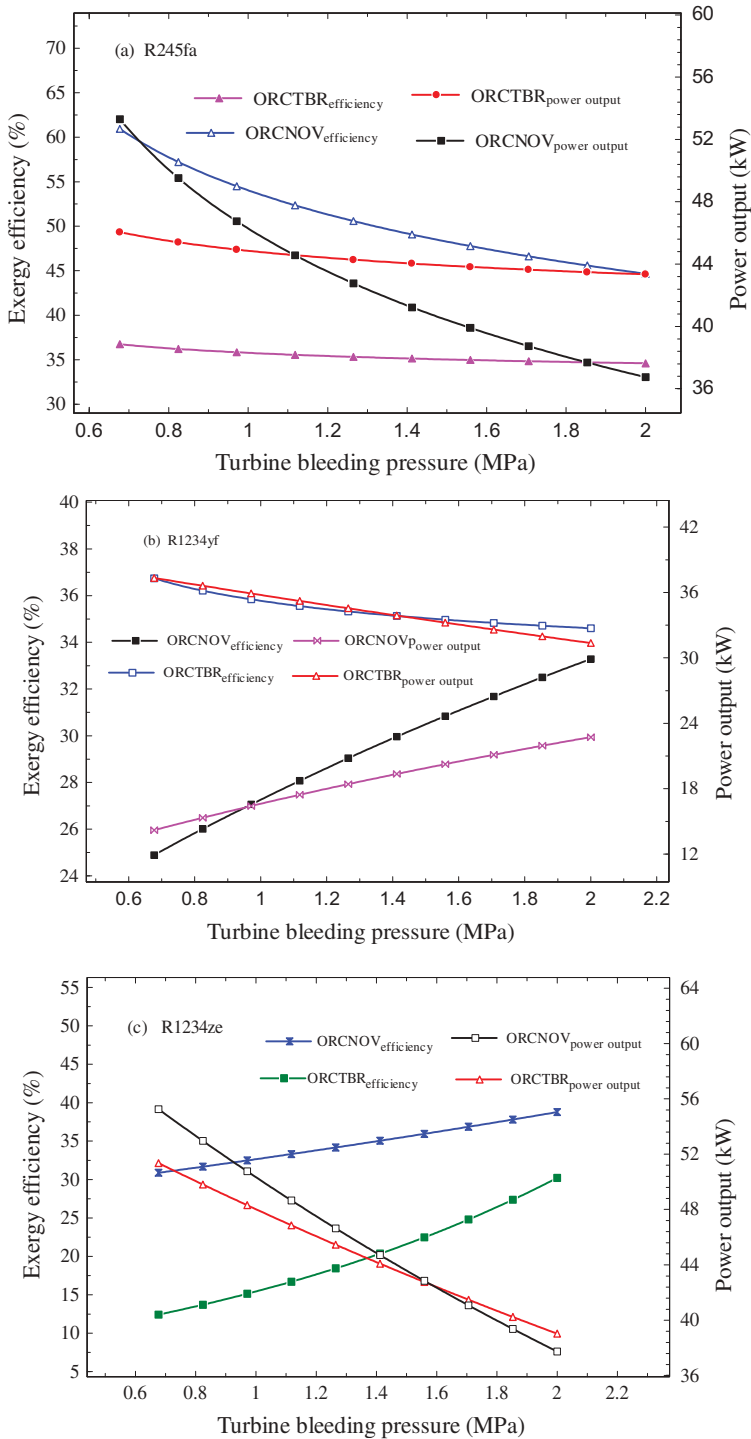 (a) R245fa
ORCTBRefficiency
ORCTBRpower output
ORCNOVefficiency
ORCNOVpower output
Exergy efficiency (%)
70
65
60
55
50
45
40
35
30
Power output (kW)
60
56
52
48
44
40
36
0.6 0.8 1 1.2 1.4 1.6 1.8 2
Turbine bleeding pressure (MPa)
(b) R1234yf
ORCNOVefficiency
ORCNOVPower output
ORCTBRefficiency
ORCTBRpower output
Exergy efficiency (%)
40
38
36
34
32
30
28
26
24
Power output (kW)
42
36
30
24
18
12
0.6 0.8 1 1.2 1.4 1.6 1.8 2 2.2
Turbine bleeding pressure (MPa)
(c) R1234ze
ORCNOVefficiency
ORCNOVpower output
ORCTBRefficiency
ORCTBRpower output
Exergy efficiency (%)
55
50
45
40
35
30
25
20
15
10
5
Power output (kW)
64
60
56
52
48
44
40
36
0.6 0.8 1 1.2 1.4 1.6 1.8 2 2.2
Turbine bleeding pressure (MPa)